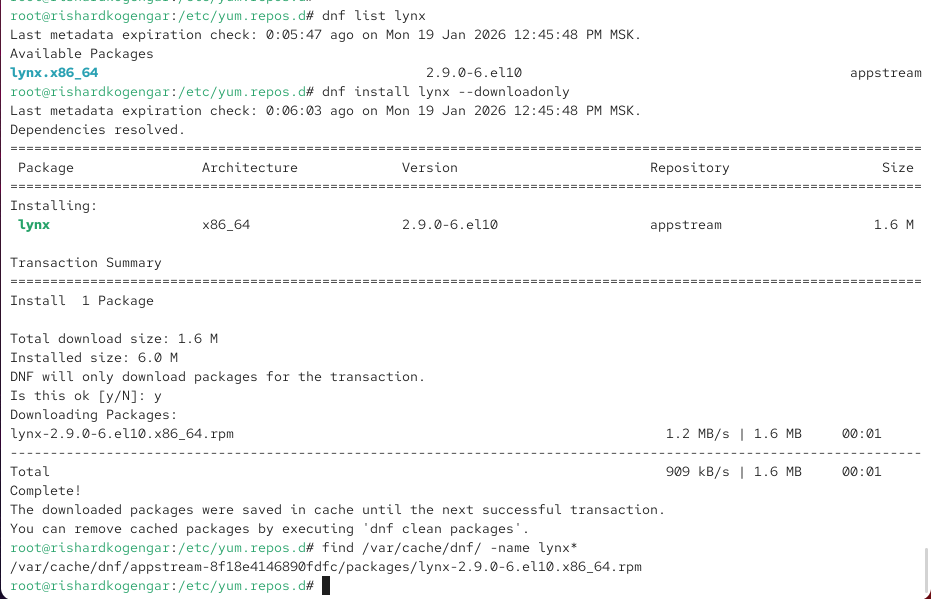 root@rishardkogengar:/etc/yum.repos.d# dnf list lynx
Last metadata expiration check: 0:05:47 ago on Mon 19 Jan 2026 12:45:48 PM MSK.
Available Packages
lynx.x86_64 2.9.0-6.el10 appstream
root@rishardkogengar:/etc/yum.repos.d# dnf install lynx --downloadonly
Last metadata expiration check: 0:06:03 ago on Mon 19 Jan 2026 12:45:48 PM MSK.
Dependencies resolved.
==================================================================================================================
Package Architecture Version Repository Size
==================================================================================================================
Installing:
lynx x86_64 2.9.0-6.el10 appstream 1.6 M
Transaction Summary
==================================================================================================================
Install  1 Package
Total download size: 1.6 M
Installed size: 6.0 M
DNF will only download packages for the transaction.
Is this ok [y/N]: y
Downloading Packages:
lynx-2.9.0-6.el10.x86_64.rpm 1.2 MB/s | 1.6 MB 00:01
------------------------------------------------------------------------------------------------------------------
Total 909 kB/s | 1.6 MB 00:01
Complete!
The downloaded packages were saved in cache until the next successful transaction.
You can remove cached packages by executing 'dnf clean packages'.
root@rishardkogengar:/etc/yum.repos.d# find /var/cache/dnf/ -name lynx*
/var/cache/dnf/appstream-8f18e4146890fdfc/packages/lynx-2.9.0-6.el10.x86_64.rpm
root@rishardkogengar:/etc/yum.repos.d#